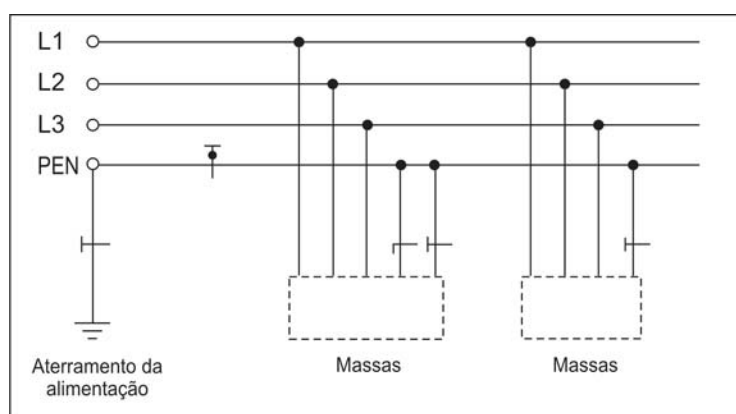 L1
L2
L3
PEN
Aterramento da
alimentação
Massas
Massas